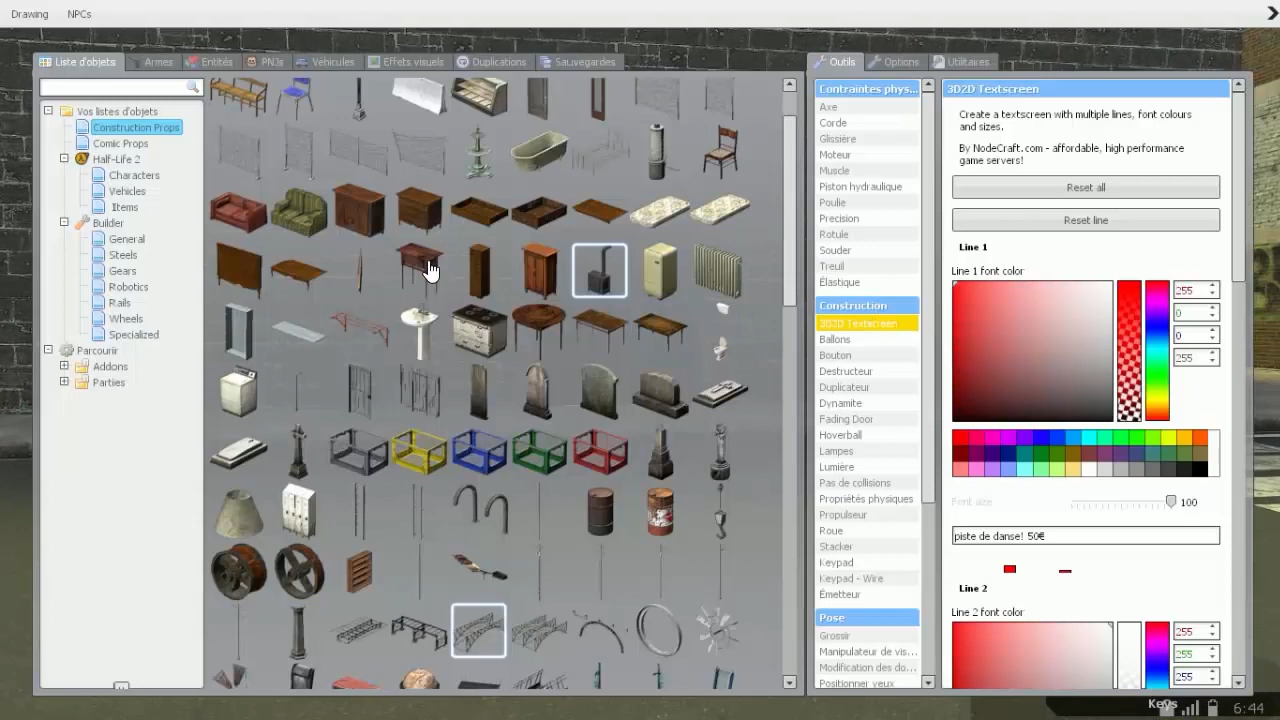 Drawing NPCs
Liste d'objets Armes Entités PNJs Véhicules Effets visuels Duplications Sauvegardes
Vos listes d'objets
Construction Props
Comic Props
Half-Life 2
Characters
Vehicles
Items
Builder
General
Steels
Gears
Robotics
Rails
Wheels
Specialized
Parcourir
Addons
Parties
Outils Options Utilitaires
Contraintes phys...
Axe
Corde
Glissière
Moteur
Muscle
Piston hydraulique
Poulie
Precision
Rotule
Souder
Treuil
Élastique
Construction
3D2D Textscreen
Ballons
Bouton
Destructeur
Duplicateur
Dynamite
Fading Door
Hoverball
Lampes
Lumière
Pas de collisions
Propriétés physiques
Propulseur
Roue
Stacker
Keypad
Keypad - Wire
Émetteur
Pose
Grossir
Manipulateur de vis...
Modification des do...
Positionner yeux
3D2D Textscreen
Create a textscreen with multiple lines, font colours
and sizes.
By NodeCraft.com - affordable, high performance
game servers!
Reset all
Reset line
Line 1
Line 1 font color
255
0
0
255
Font size 100
piste de danse! 50€
Line 2
Line 2 font color
255
255
255
Keys
6:44